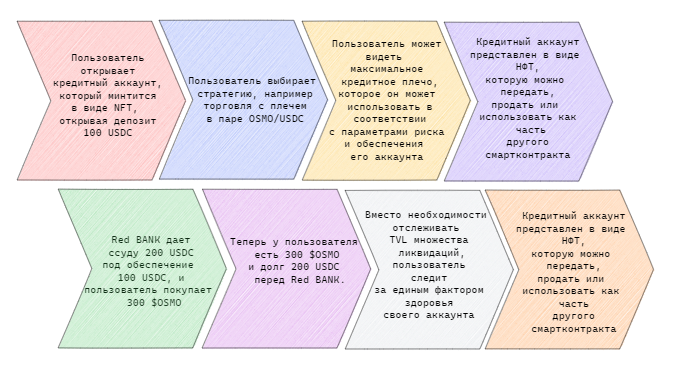 Пользователь
открывает
кредитный аккаунт,
который минтится
в виде NFT,
открывая депозит
100 USDC
Пользователь выбирает
стратегию, например
торговля с плечем
в паре OSMO/USDC
Пользователь может
видеть
максимальное
кредитное плечо,
которое он может
использовать в
соответствии
с параметрами риска
и обеспечения
его аккаунта
Кредитный аккаунт
представлен в виде
НФТ,
которую можно
передать,
продать или
использовать как
часть
другого
смартконтракта
Red BANK дает
ссуду 200 USDC
под обеспечение
100 USDC, и
пользователь покупает
300 $OSMO
Теперь у пользователя
есть 300 $OSMO
и долг 200 USDC
перед Red BANK.
Вместо необходимости
отслеживать
TVL множества
ликвидаций,
пользователь
следит
за единым фактором
здоровья
своего аккаунта
Кредитный аккаунт
представлен в виде
НФТ,
которую можно
передать,
продать или
использовать как
часть
другого
смартконтракта